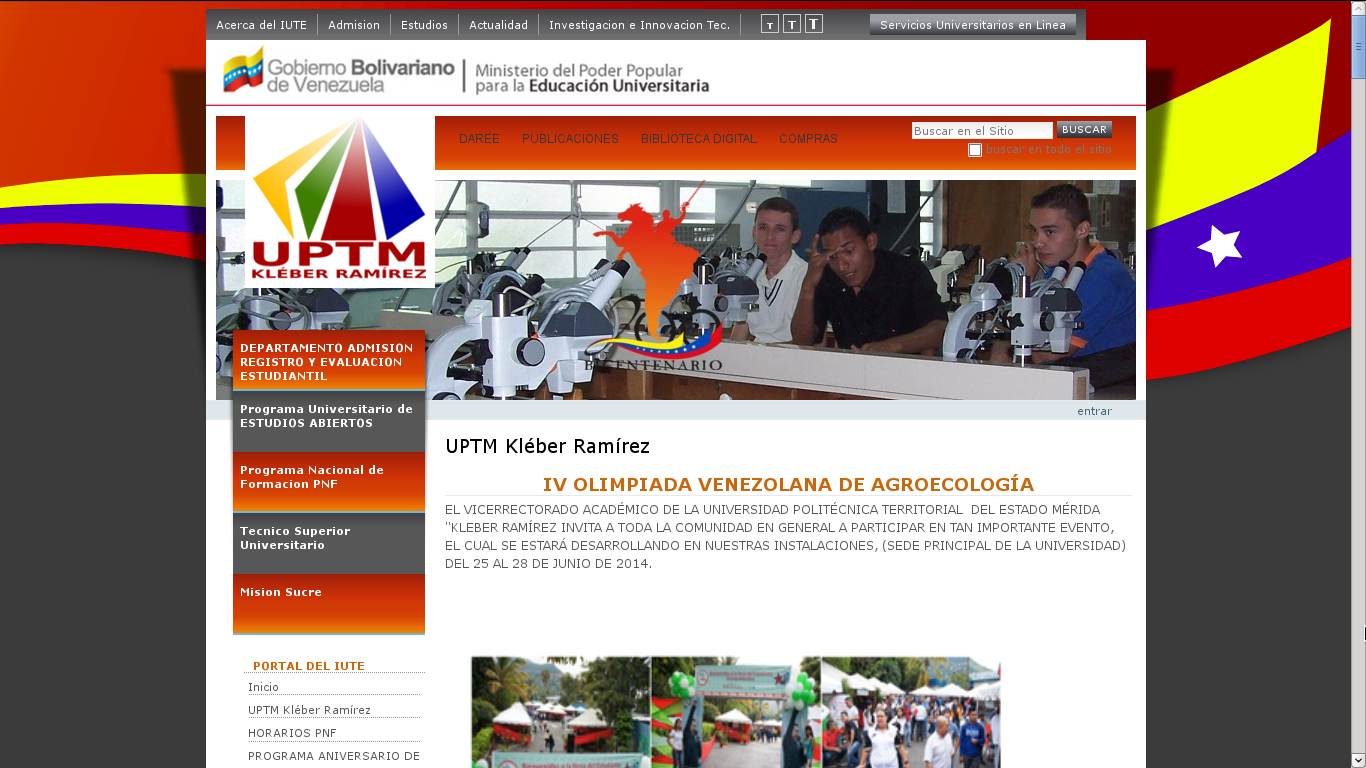 Acerca del IUTE
Admision
Estudios
Actualidad
Investigacion e Innovacion Tec.
T T T
Servicios Universitarios en Linea
Gobierno Bolivariano
de Venezuela
Ministerio del Poder Popular
para la Educación Universitaria
DAREE
PUBLICACIONES
BIBLIOTECA DIGITAL
COMPRAS
Buscar en el Sitio
BUSCAR
buscar en todo el sitio
UPTM
KLÉBER RAMÍREZ
200
BICENTENARIO
entrar
DEPARTAMENTO ADMISION
REGISTRO Y EVALUACION
ESTUDIANTIL
Programa Universitario de
ESTUDIOS ABIERTOS
Programa Nacional de
Formacion PNF
Tecnico Superior
Universitario
Mision Sucre
PORTAL DEL IUTE
Inicio
UPTM Kléber Ramírez
HORARIOS PNF
PROGRAMA ANIVERSARIO DE
UPTM Kléber Ramírez
IV OLIMPIADA VENEZOLANA DE AGROECOLOGÍA
EL VICERRECTORADO ACADÉMICO DE LA UNIVERSIDAD POLITÉCNICA TERRITORIAL  DEL ESTADO MÉRIDA
"KLEBER RAMÍREZ INVITA A TODA LA COMUNIDAD EN GENERAL A PARTICIPAR EN TAN IMPORTANTE EVENTO,
EL CUAL SE ESTARÁ DESARROLLANDO EN NUESTRAS INSTALACIONES, (SEDE PRINCIPAL DE LA UNIVERSIDAD)
DEL 25 AL 28 DE JUNIO DE 2014.